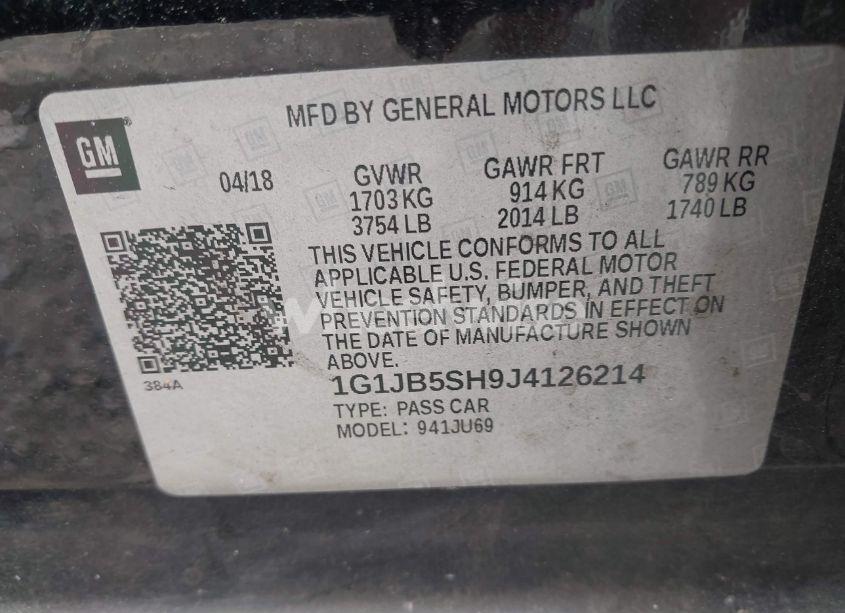 MFD BY GENERAL MOTORS LLC
GM
04/18
GVWR
1703 KG
3754 LB
GAWR FRT
914 KG
2014 LB
GAWR RR
789 KG
1740 LB
THIS VEHICLE CONFORMS TO ALL
APPLICABLE U.S. FEDERAL MOTOR
VEHICLE SAFETY, BUMPER, AND THEFT
PREVENTION STANDARDS IN EFFECT ON
THE DATE OF MANUFACTURE SHOWN
ABOVE.
384A
1G1JB5SH9J4126214
TYPE: PASS CAR
MODEL: 941JU69